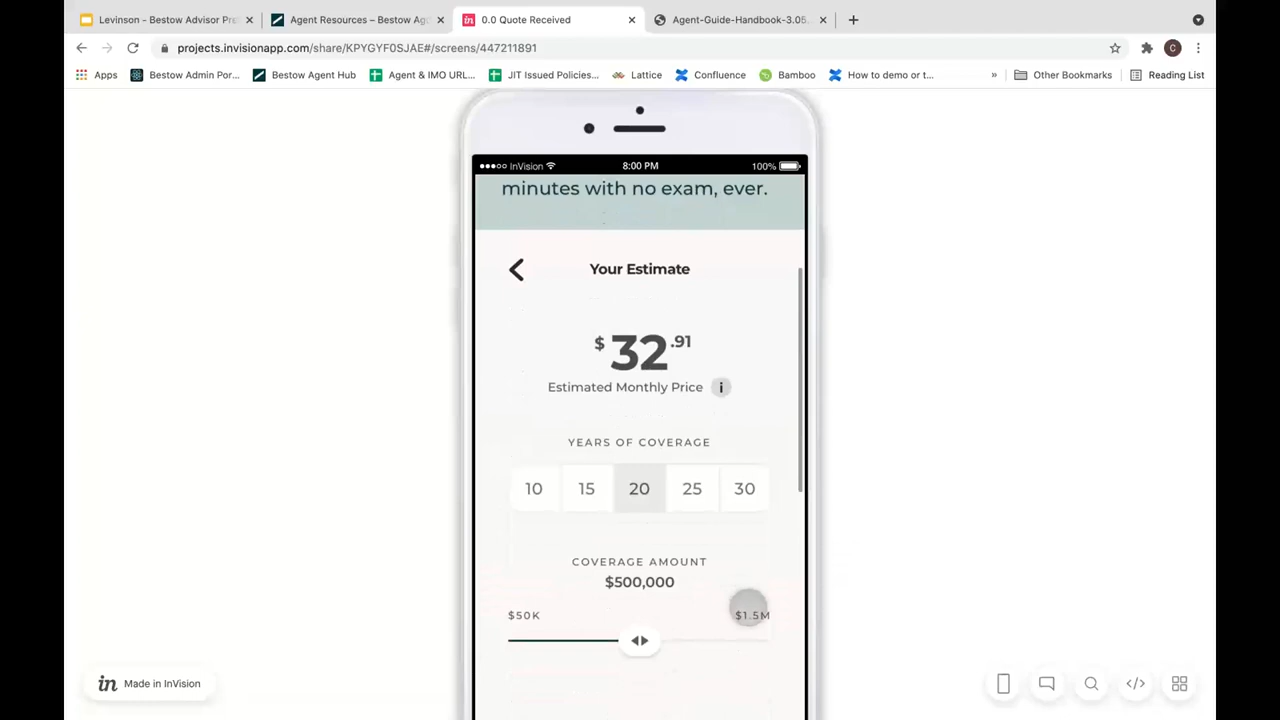 Levinson - Bestow Advisor Pre
Agent Resources – Bestow Age
0.0 Quote Received
Agent-Guide-Handbook-3.05.
projects.invisionapp.com/share/KPYGYF0SJAE#/screens/447211891
C
Apps
Bestow Admin Por...
Bestow Agent Hub
Agent & IMO URL...
JIT Issued Policies...
Lattice
Confluence
Bamboo
How to demo or t...
»
Other Bookmarks
Reading List
InVision
8:00 PM
100%
minutes with no exam, ever.
Your Estimate
$32.91
Estimated Monthly Price i
YEARS OF COVERAGE
10 15 20 25 30
COVERAGE AMOUNT
$500,000
$50K $1.5M
in Made in InVision